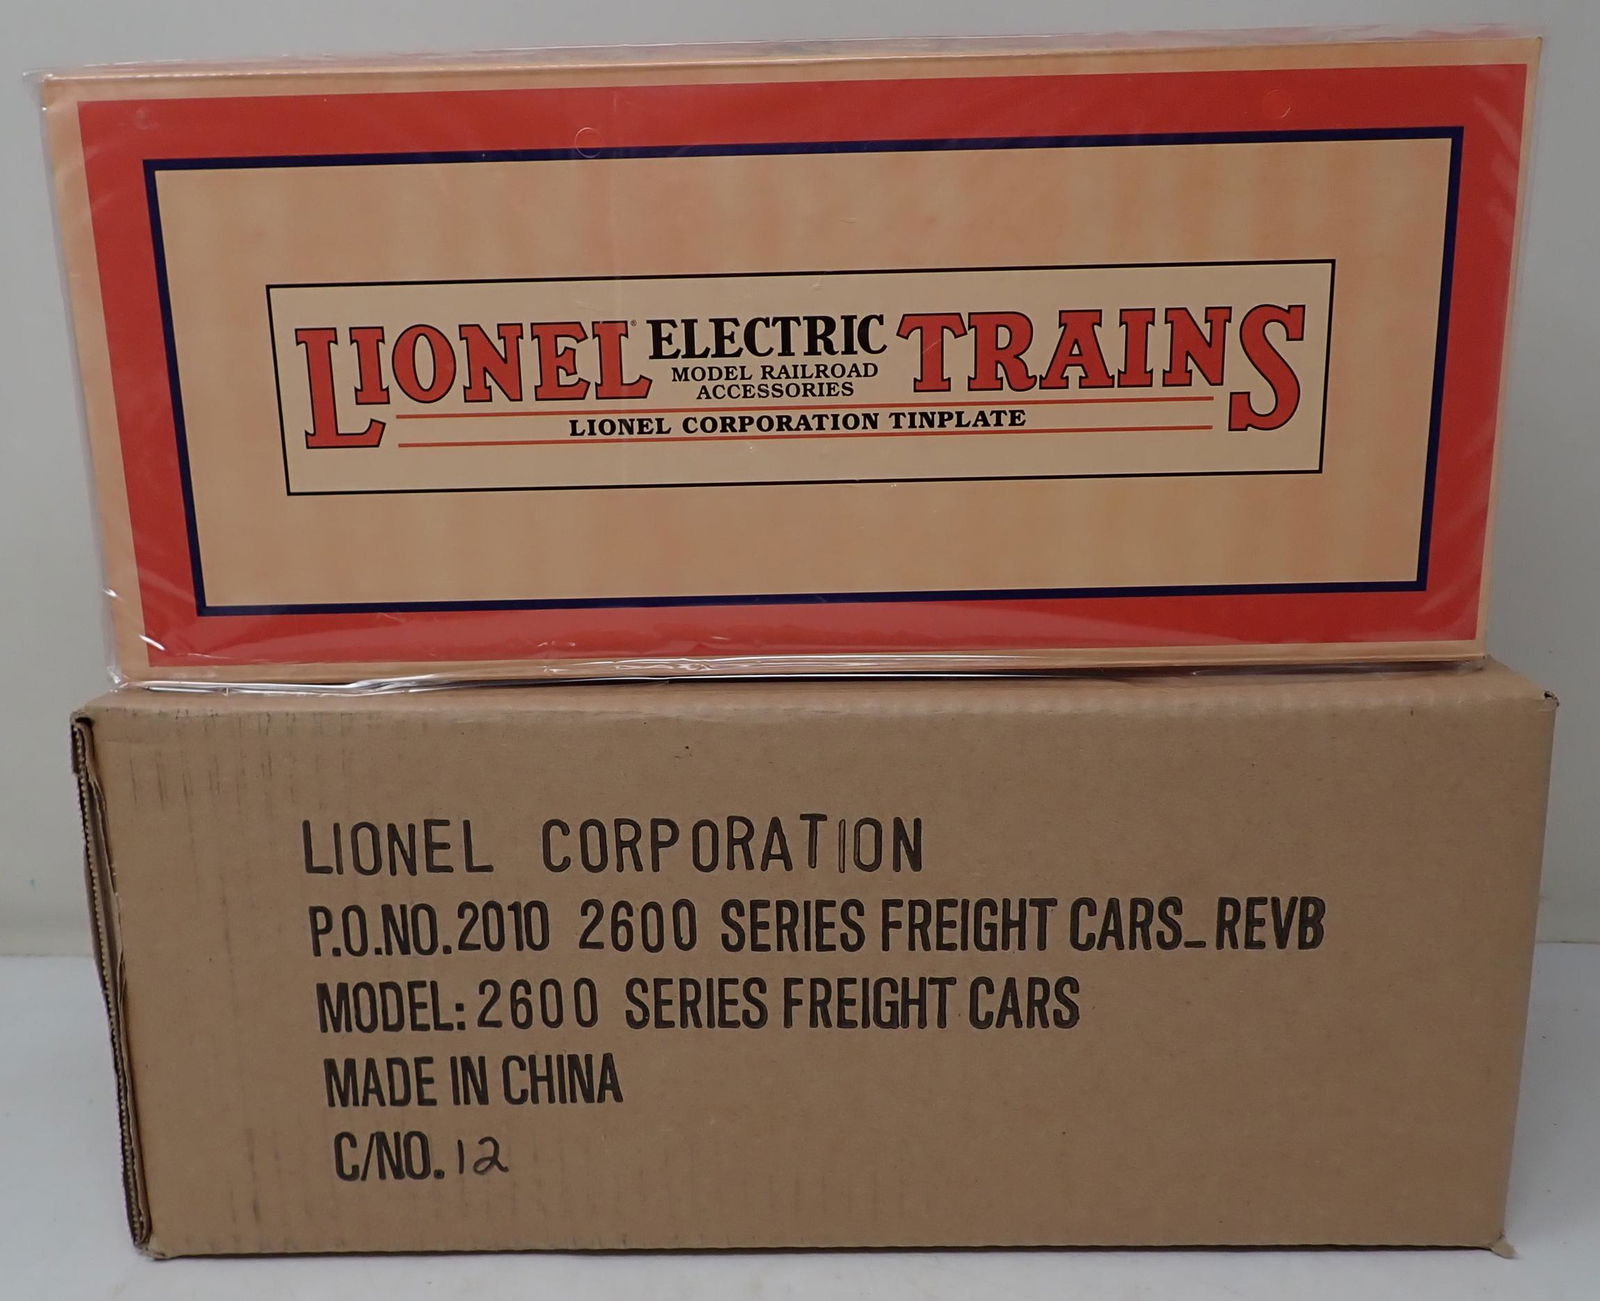 LIONEL® ELECTRIC TRAINS
MODEL RAILROAD
ACCESSORIES
LIONEL CORPORATION TINPLATE
LIONEL CORPORATION
P.O.NO.2010 2600 SERIES FREIGHT CARS_REVB
MODEL: 2600 SERIES FREIGHT CARS
MADE IN CHINA
C/NO. 12